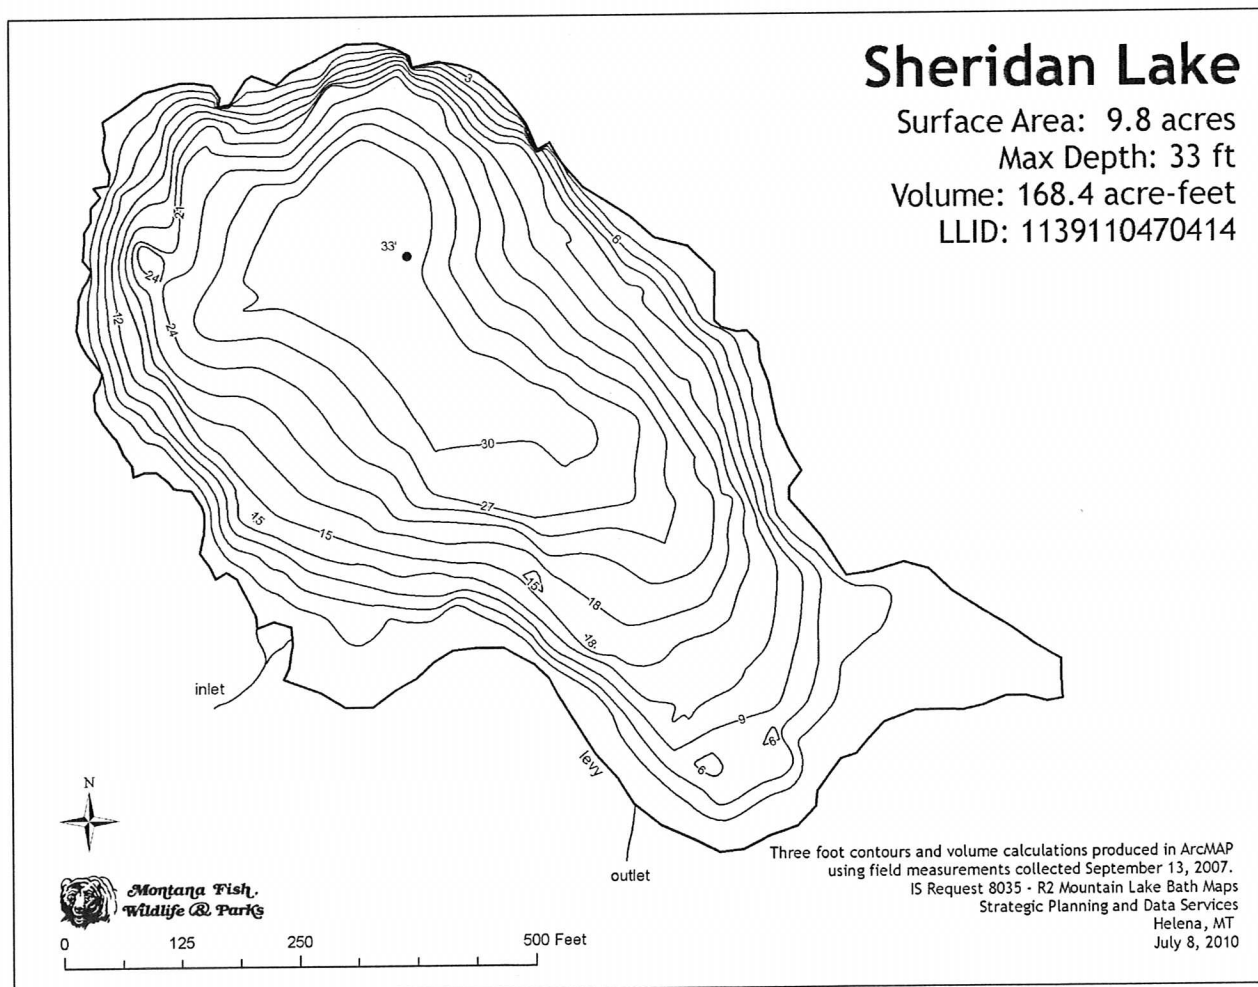 Sheridan Lake
Surface Area: 9.8 acres
Max Depth: 33 ft
Volume: 168.4 acre-feet
LLID: 1139110470414
3
21
6
33'
24
12
24
30
27
15
15
15
18
18
9
6
6
inlet
levy
outlet
N
Montana Fish,
Wildlife & Parks
0 125 250 500 Feet
Three foot contours and volume calculations produced in ArcMAP
using field measurements collected September 13, 2007.
IS Request 8035 - R2 Mountain Lake Bath Maps
Strategic Planning and Data Services
Helena, MT
July 8, 2010